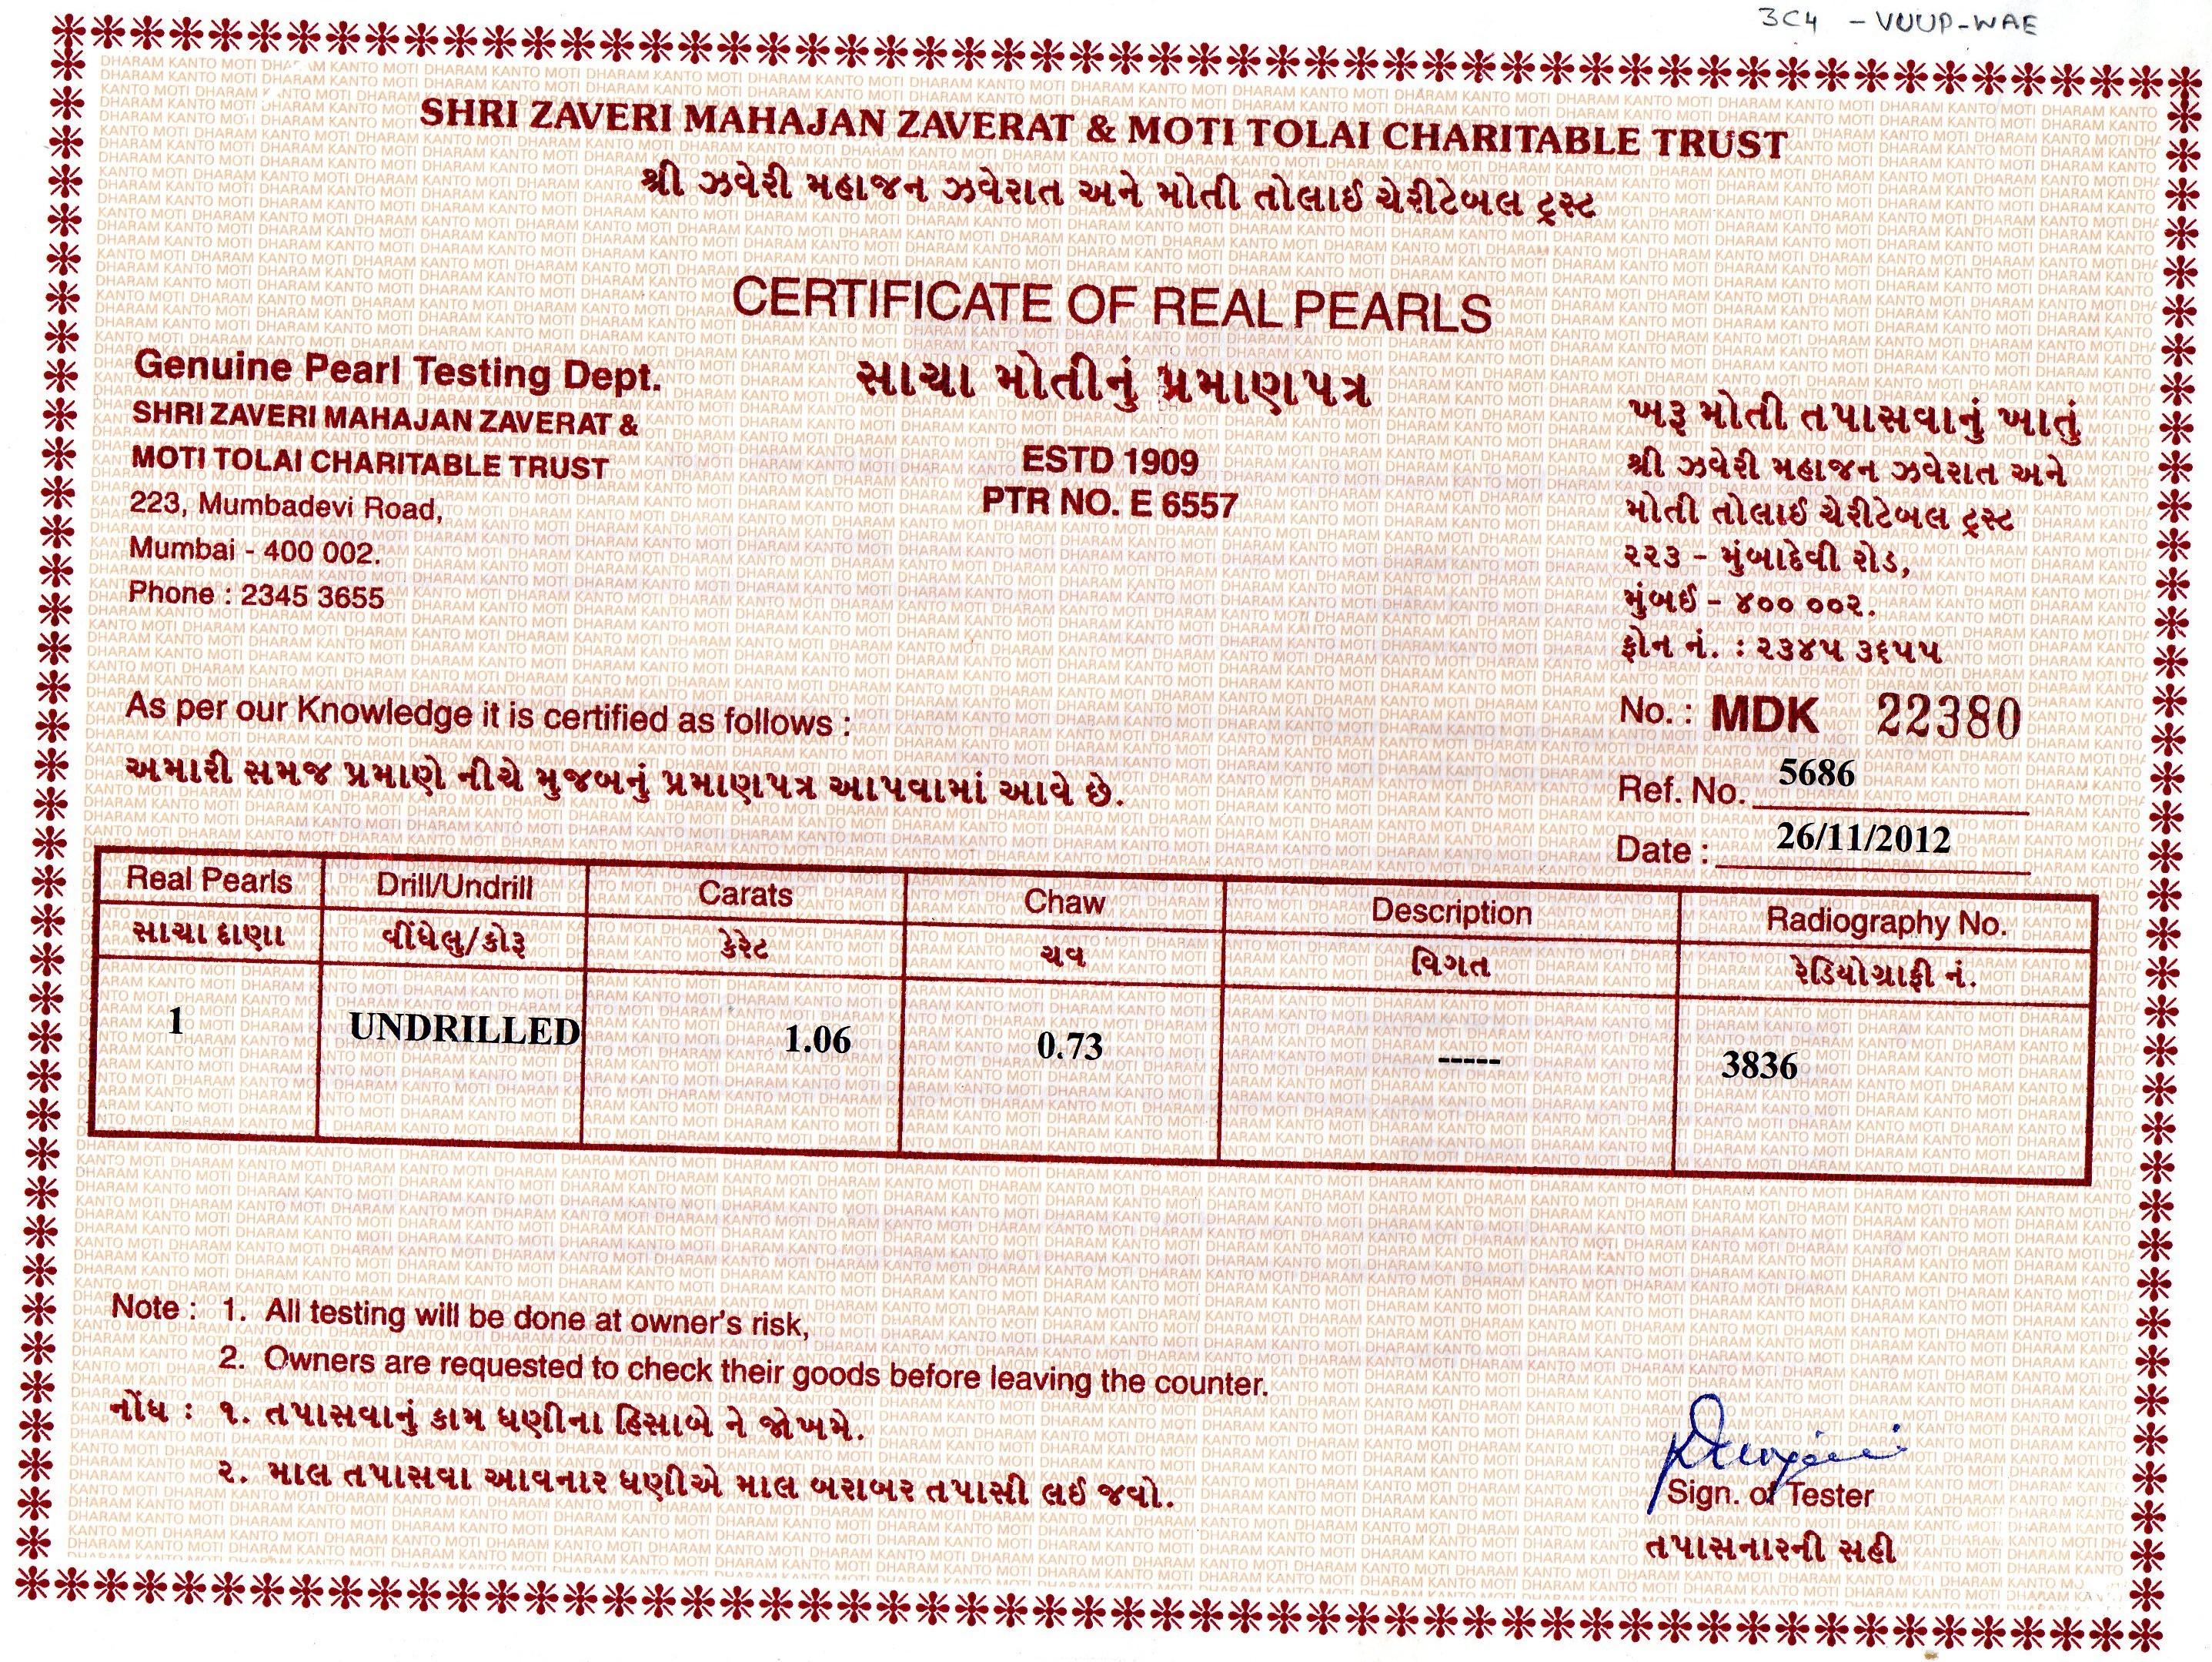 3C4 - VUUP-WAE
SHRI ZAVERI MAHAJAN ZAVERAT & MOTI TOLAI CHARITABLE TRUST
શ્રી ઝવેરી મહાજન ઝવેરાત અને મોતી તોલાઈ ચેરીટેબલ ટ્રસ્ટ
CERTIFICATE OF REAL PEARLS
સાચા મોતીનું પ્રમાણપત્ર
ESTD 1909
PTR NO. E 6557
Genuine Pearl Testing Dept.
SHRI ZAVERI MAHAJAN ZAVERAT &
MOTI TOLAI CHARITABLE TRUST
223, Mumbadevi Road,
Mumbai - 400 002.
Phone : 2345 3655
ખરૂ મોતી તપાસવાનું ખાતું
શ્રી ઝવેરી મહાજન ઝવેરાત અને
મોતી તોલાઈ ચેરીટેબલ ટ્રસ્ટ
૨૨૩ - મુંબાદેવી રોડ,
મુંબઈ - ૪૦૦ ૦૦૨.
ફોન નં. : ૨૩૪૫ ૩૬૫૫
As per our Knowledge it is certified as follows :
અમારી સમજ પ્રમાણે નીચે મુજબનું પ્રમાણપત્ર આપવામાં આવે છે.
No. : MDK 22380
Ref. No. 5686
Date : 26/11/2012
Real Pearls Drill/Undrill Carats Chaw Description Radiography No.
સાચા દાણા વીંધેલુ/કોરૂ કેરેટ ચવ વિગત રેડિયોગ્રાફી નં.
1 UNDRILLED 1.06 0.73 ----- 3836
Note : 1. All testing will be done at owner's risk,
2. Owners are requested to check their goods before leaving the counter.
નોંધ : ૧. તપાસવાનું કામ ધણીના હિસાબે ને જોખમે.
૨. માલ તપાસવા આવનાર ધણીએ માલ બરાબર તપાસી લઈ જવો.
Sign. of Tester
તપાસનારની સહી